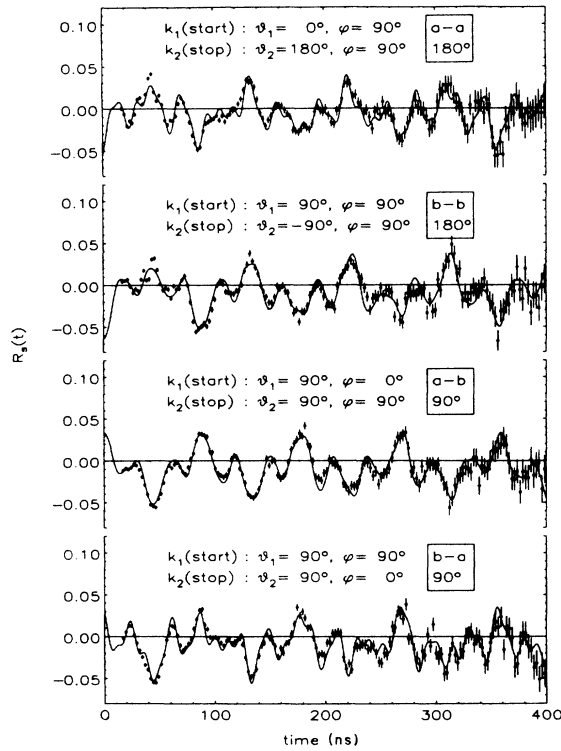 0.10
0.05
0.00
−0.05
k₁(start) : ϑ₁= 0°, φ= 90° a−a
k₂(stop) : ϑ₂= 180°, φ= 90° 180°
0.10
0.05
0.00
−0.05
k₁(start) : ϑ₁= 90°, φ= 90° b−b
k₂(stop) : ϑ₂= −90°, φ= 90° 180°
R₉(t)
0.10
0.05
0.00
−0.05
k₁(start) : ϑ₁= 90°, φ= 0° a−b
k₂(stop) : ϑ₂= 90°, φ= 90° 90°
0.10
0.05
0.00
−0.05
k₁(start) : ϑ₁= 90°, φ= 90° b−a
k₂(stop) : ϑ₂= 90°, φ= 0° 90°
0 100 200 300 400
time (ns)